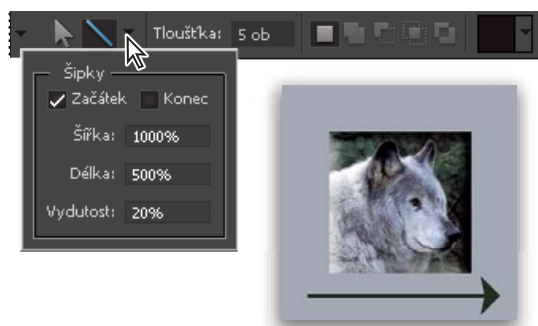 Tloušťka: 5 ob
Šipky
Začátek Konec
Šířka: 1000%
Délka: 500%
Vydutost: 20%